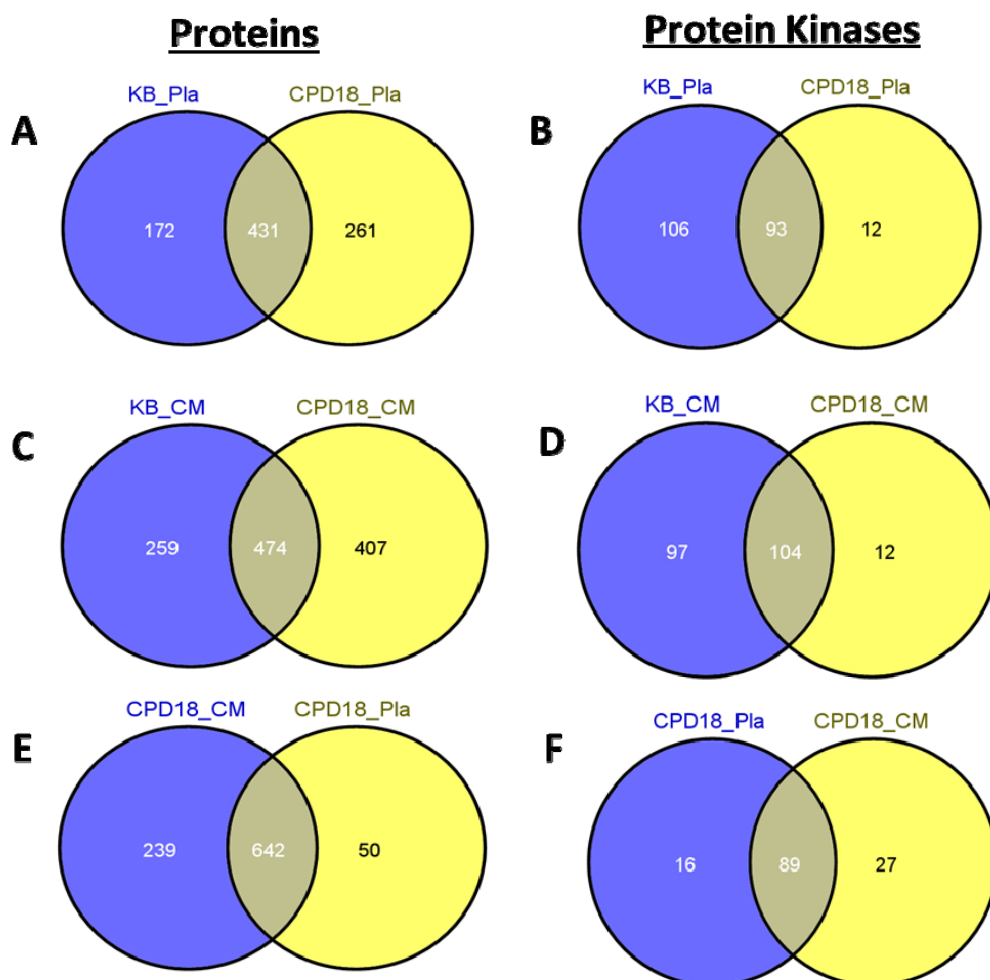 Proteins
Protein Kinases
A
KB_Pla
CPD18_Pla
172
431
261
B
KB_Pla
CPD18_Pla
106
93
12
C
KB_CM
CPD18_CM
259
474
407
D
KB_CM
CPD18_CM
97
104
12
E
CPD18_CM
CPD18_Pla
239
642
50
F
CPD18_Pla
CPD18_CM
16
89
27